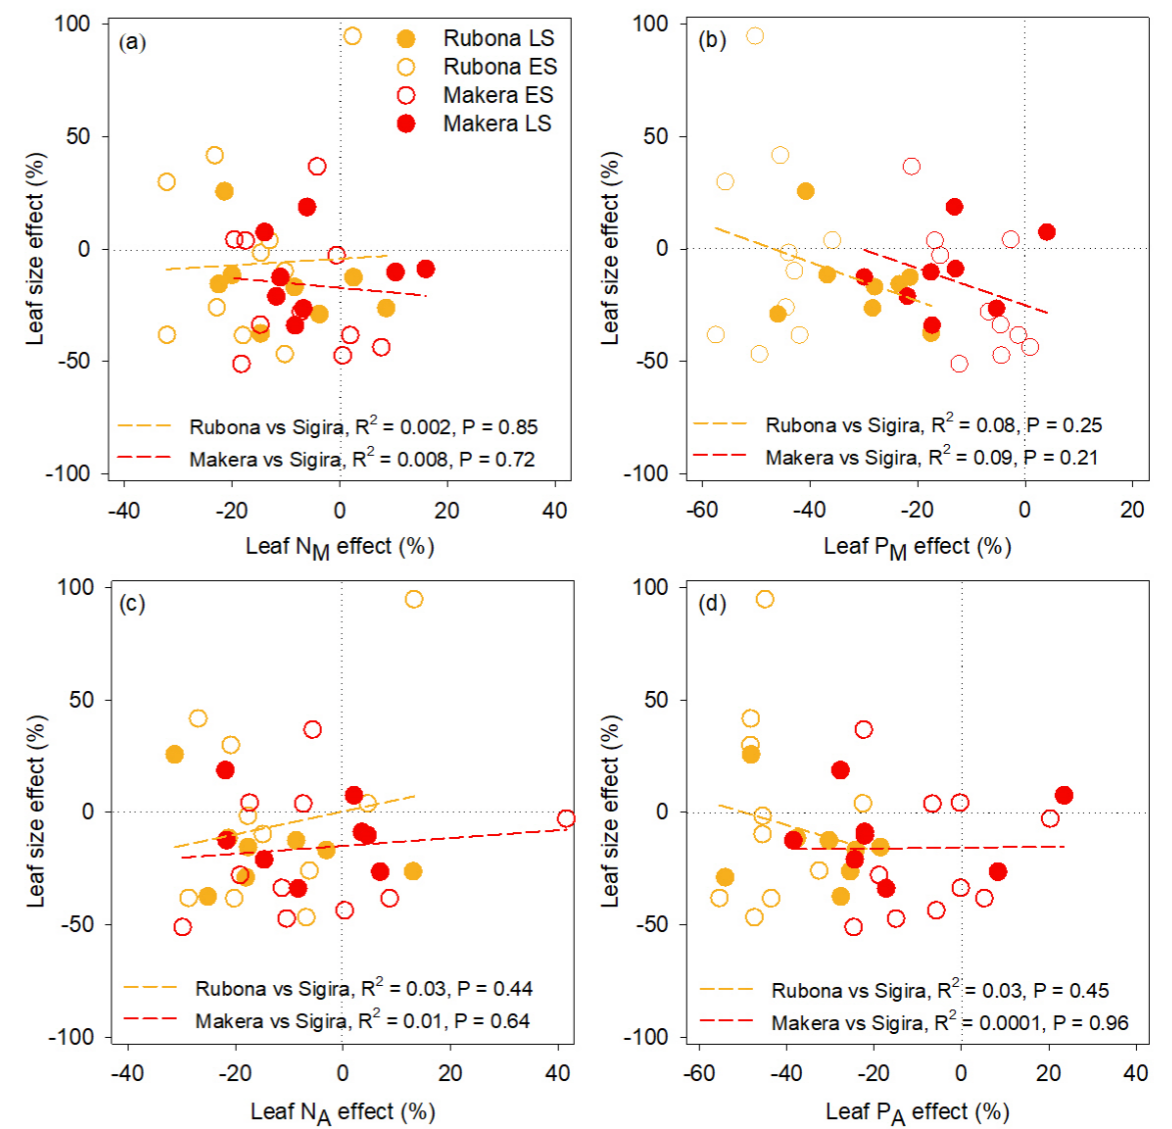 (a)
Rubona LS
Rubona ES
Makera ES
Makera LS
100
50
0
-50
-100
Leaf size effect (%)
Rubona vs Sigira, R² = 0.002, P = 0.85
Makera vs Sigira, R² = 0.008, P = 0.72
-40 -20 0 20 40
Leaf NM effect (%)
(b)
100
50
0
-50
-100
Leaf size effect (%)
Rubona vs Sigira, R² = 0.08, P = 0.25
Makera vs Sigira, R² = 0.09, P = 0.21
-60 -40 -20 0 20
Leaf PM effect (%)
(c)
100
50
0
-50
-100
Leaf size effect (%)
Rubona vs Sigira, R² = 0.03, P = 0.44
Makera vs Sigira, R² = 0.01, P = 0.64
-40 -20 0 20 40
Leaf NA effect (%)
(d)
100
50
0
-50
-100
Leaf size effect (%)
Rubona vs Sigira, R² = 0.03, P = 0.45
Makera vs Sigira, R² = 0.0001, P = 0.96
-60 -40 -20 0 20 40
Leaf PA effect (%)